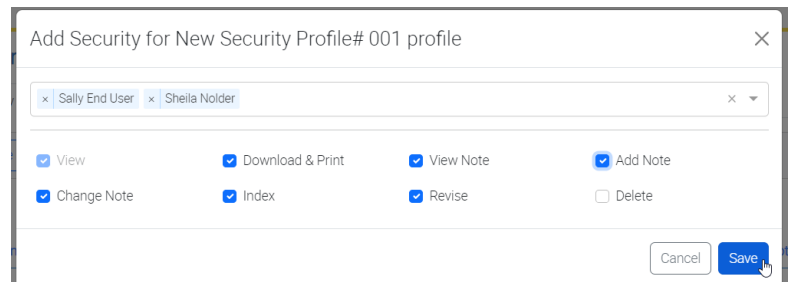 Add Security for New Security Profile# 001 profile
× Sally End User × Sheila Nolder
View Download & Print View Note Add Note
Change Note Index Revise Delete
Cancel Save